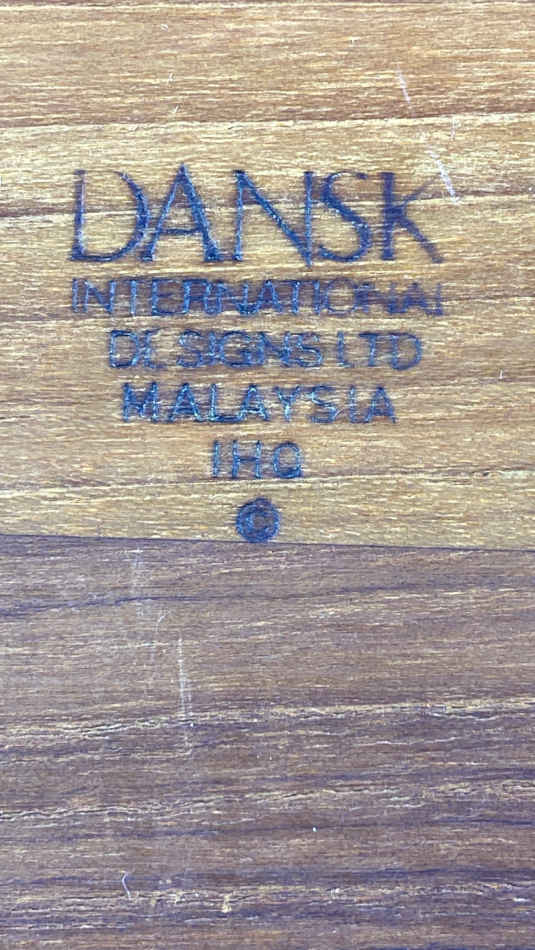 DANSK
INTERNATIONAL
DESIGNS LTD
MALAYSIA
IHQ
©